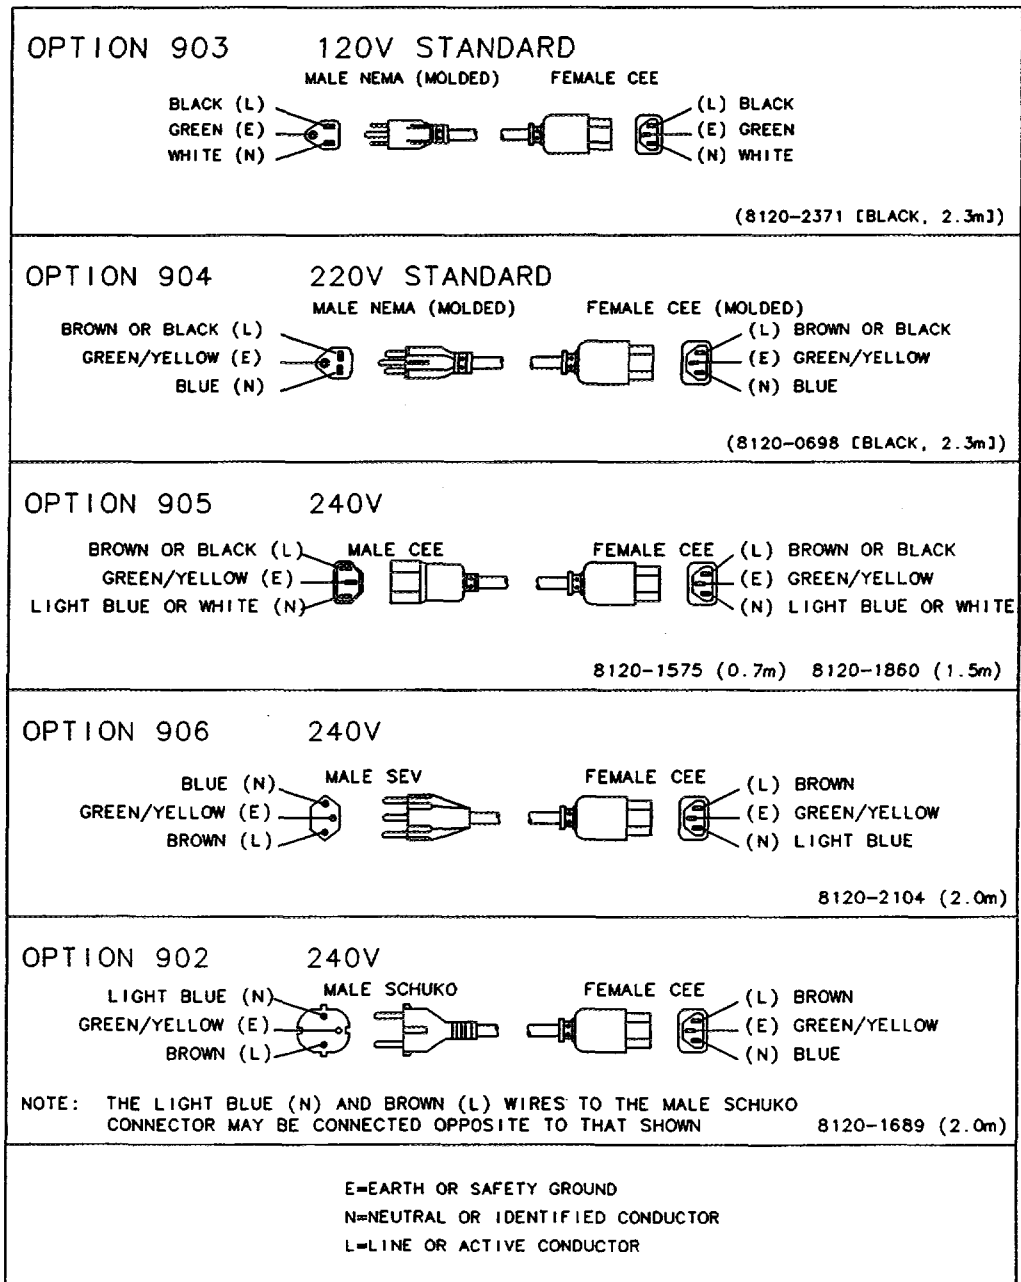 OPTION 903 120V STANDARD
MALE NEMA (MOLDED) FEMALE CEE
BLACK (L) (L) BLACK
GREEN (E) (E) GREEN
WHITE (N) (N) WHITE
(8120-2371 [BLACK, 2.3m])
OPTION 904 220V STANDARD
MALE NEMA (MOLDED) FEMALE CEE (MOLDED)
BROWN OR BLACK (L) (L) BROWN OR BLACK
GREEN/YELLOW (E) (E) GREEN/YELLOW
BLUE (N) (N) BLUE
(8120-0698 [BLACK, 2.3m])
OPTION 905 240V
BROWN OR BLACK (L) MALE CEE FEMALE CEE (L) BROWN OR BLACK
GREEN/YELLOW (E) (E) GREEN/YELLOW
LIGHT BLUE OR WHITE (N) (N) LIGHT BLUE OR WHITE
8120-1575 (0.7m) 8120-1860 (1.5m)
OPTION 906 240V
BLUE (N) MALE SEV FEMALE CEE (L) BROWN
GREEN/YELLOW (E) (E) GREEN/YELLOW
BROWN (L) (N) LIGHT BLUE
8120-2104 (2.0m)
OPTION 902 240V
LIGHT BLUE (N) MALE SCHUKO FEMALE CEE (L) BROWN
GREEN/YELLOW (E) (E) GREEN/YELLOW
BROWN (L) (N) BLUE
NOTE: THE LIGHT BLUE (N) AND BROWN (L) WIRES TO THE MALE SCHUKO
CONNECTOR MAY BE CONNECTED OPPOSITE TO THAT SHOWN 8120-1689 (2.0m)
E=EARTH OR SAFETY GROUND
N=NEUTRAL OR IDENTIFIED CONDUCTOR
L=LINE OR ACTIVE CONDUCTOR